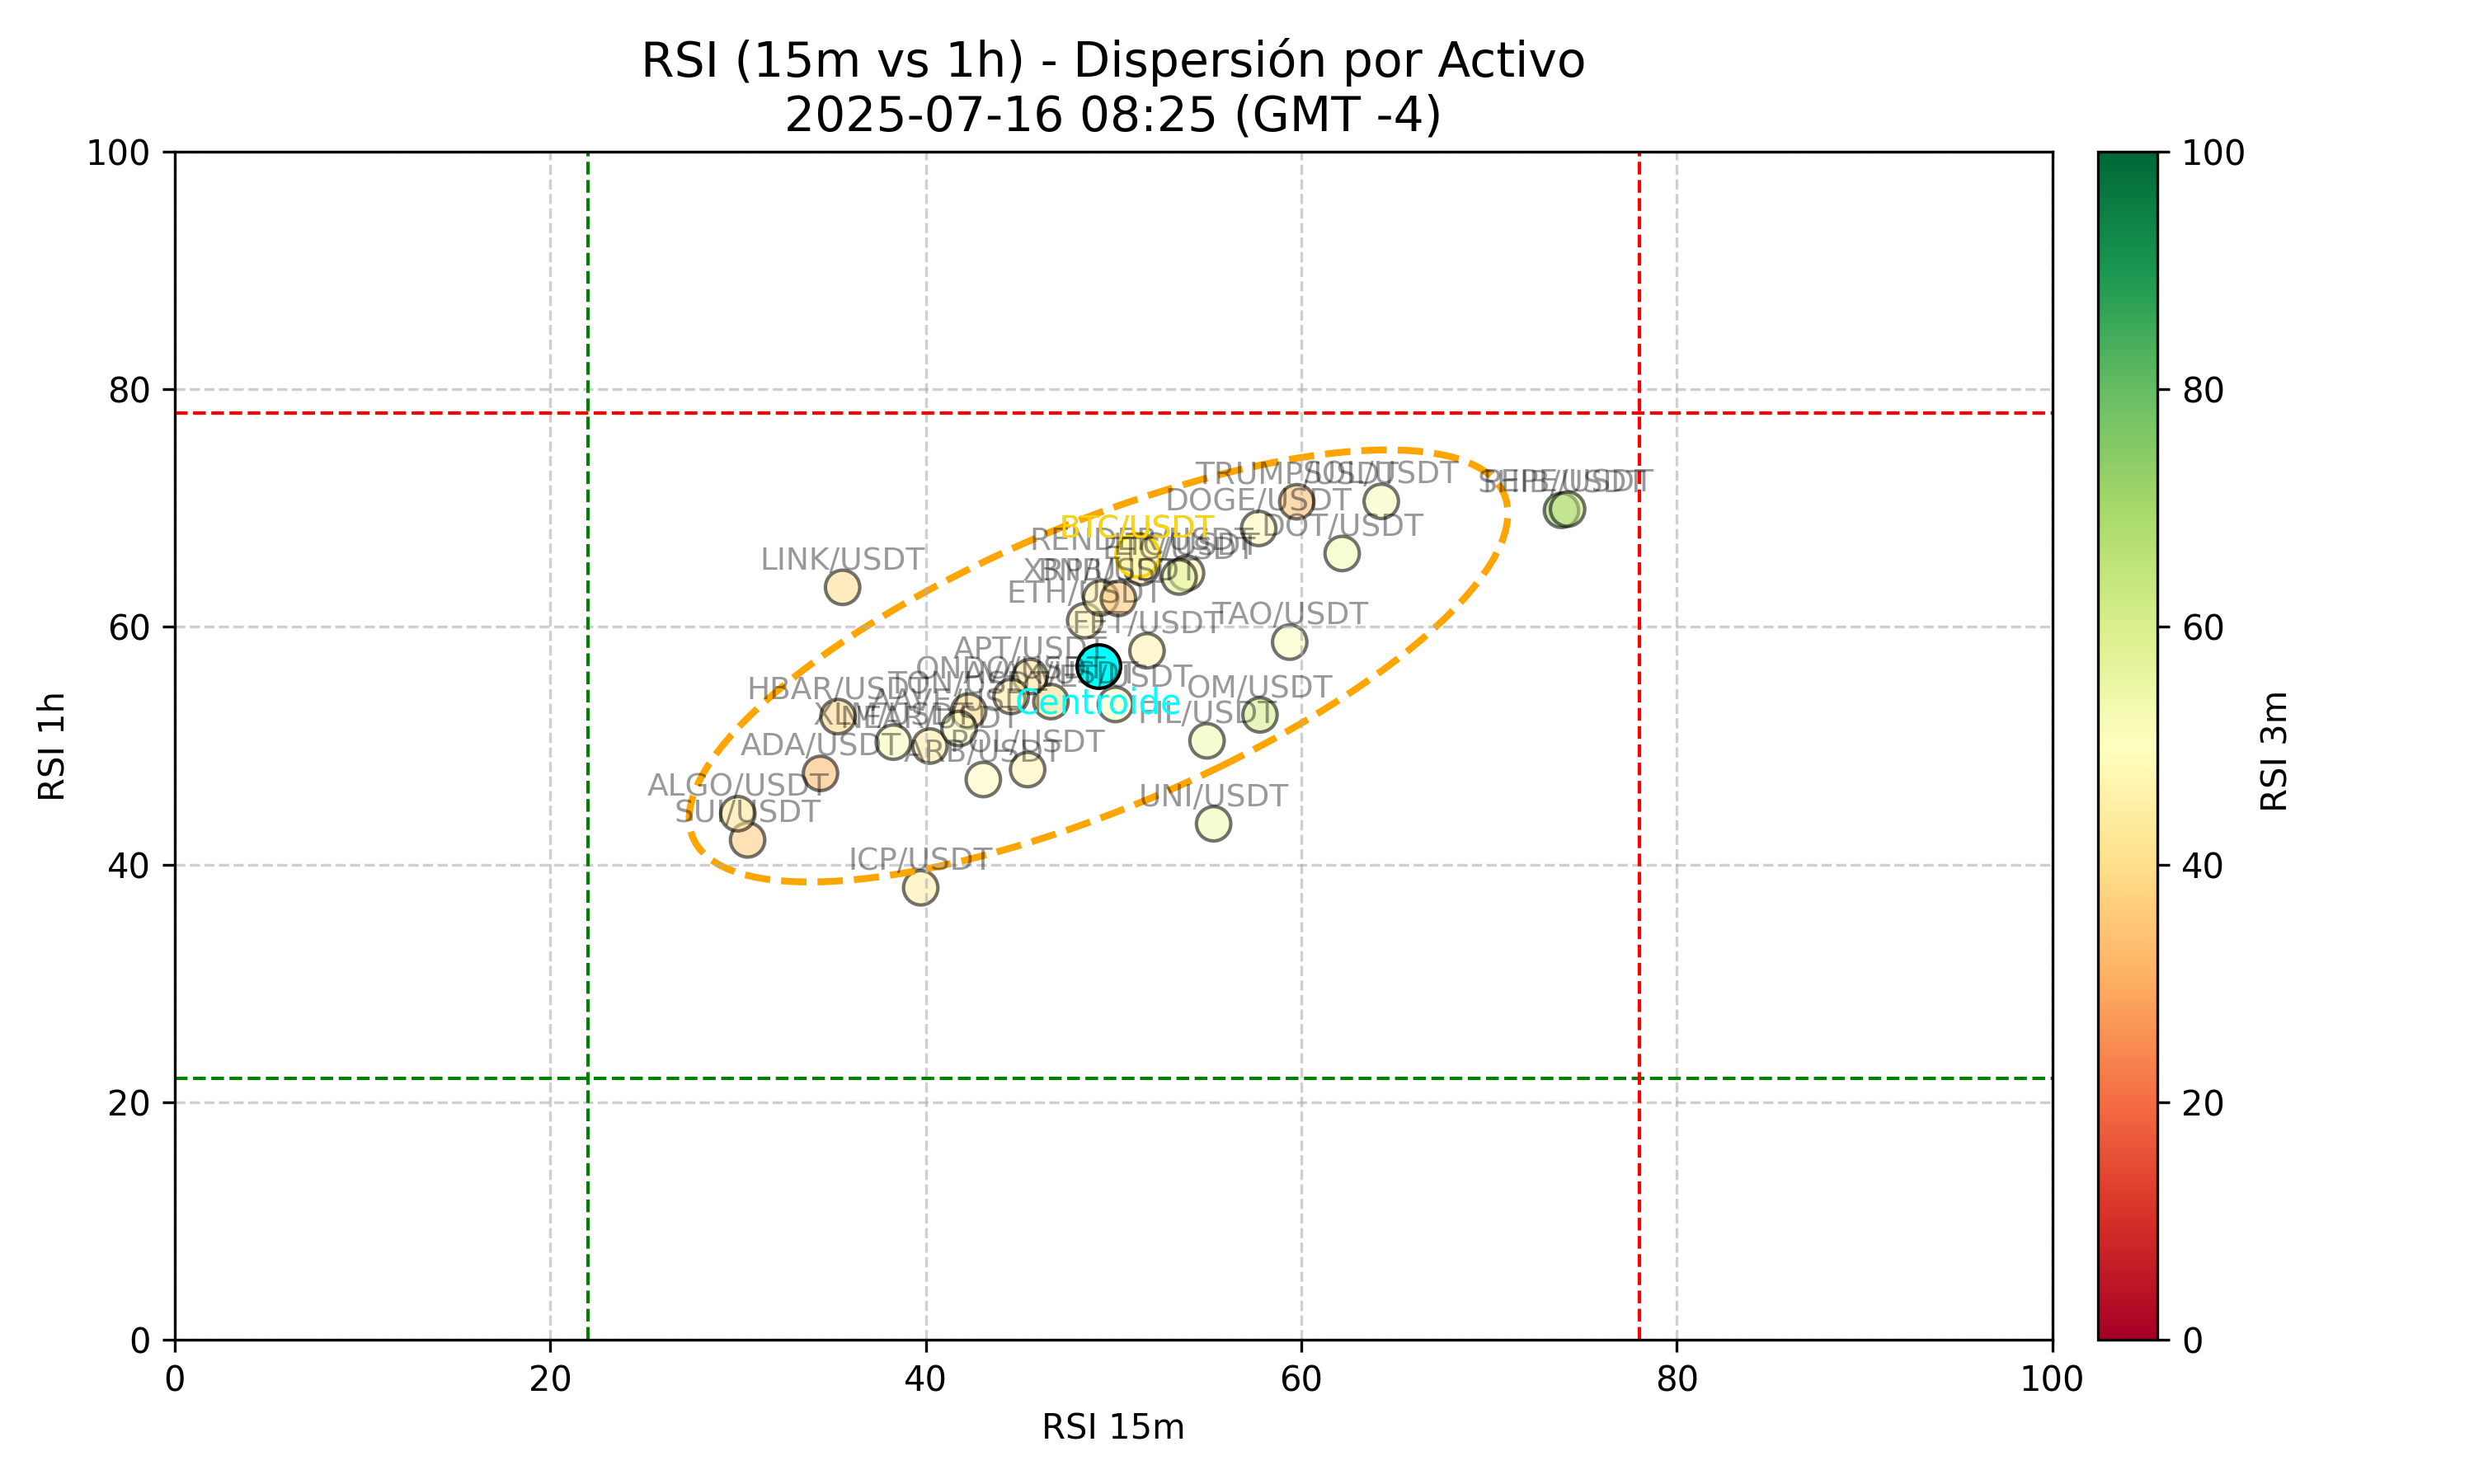 RSI (15m vs 1h) - Dispersión por Activo
2025-07-16 08:25 (GMT -4)
100
80
60
40
20
0
0
20
40
60
80
100
RSI 15m
RSI 1h
TRUMP/USDT
SOL/USDT
DOGE/USDT
DOT/USDT
BTC/USDT
LINK/USDT
ETH/USDT
TAO/USDT
FET/USDT
APT/USDT
HBAR/USDT
OM/USDT
ADA/USDT
POL/USDT
ARB/USDT
ALGO/USDT
SUI/USDT
UNI/USDT
ICP/USDT
Centroide
100
80
60
40
20
0
RSI 3m